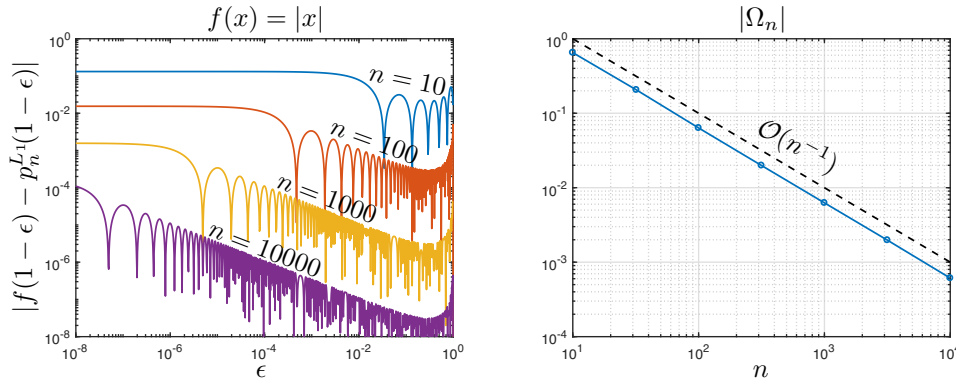 f(x) = |x|
|f(1 − ϵ) − p_n^{L_1}(1 − ϵ)|
10^0
10^{-2}
10^{-4}
10^{-6}
10^{-8}
n = 10
n = 100
n = 1000
n = 10000
10^{-8} 10^{-6} 10^{-4} 10^{-2} 10^0
ϵ
|Ω_n|
10^0
10^{-1}
10^{-2}
10^{-3}
10^{-4}
O(n^{-1})
10^1 10^2 10^3 10^4
n